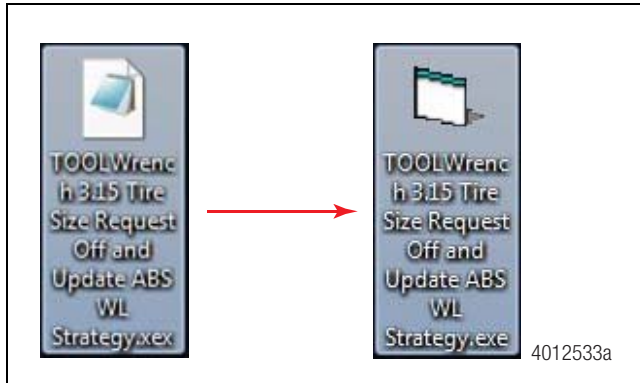 TOOLWrenc
h 3.15 Tire
Size Request
Off and
Update ABS
WL
Strategy.xex
TOOLWrenc
h 3.15 Tire
Size Request
Off and
Update ABS
WL
Strategy.exe
4012533a